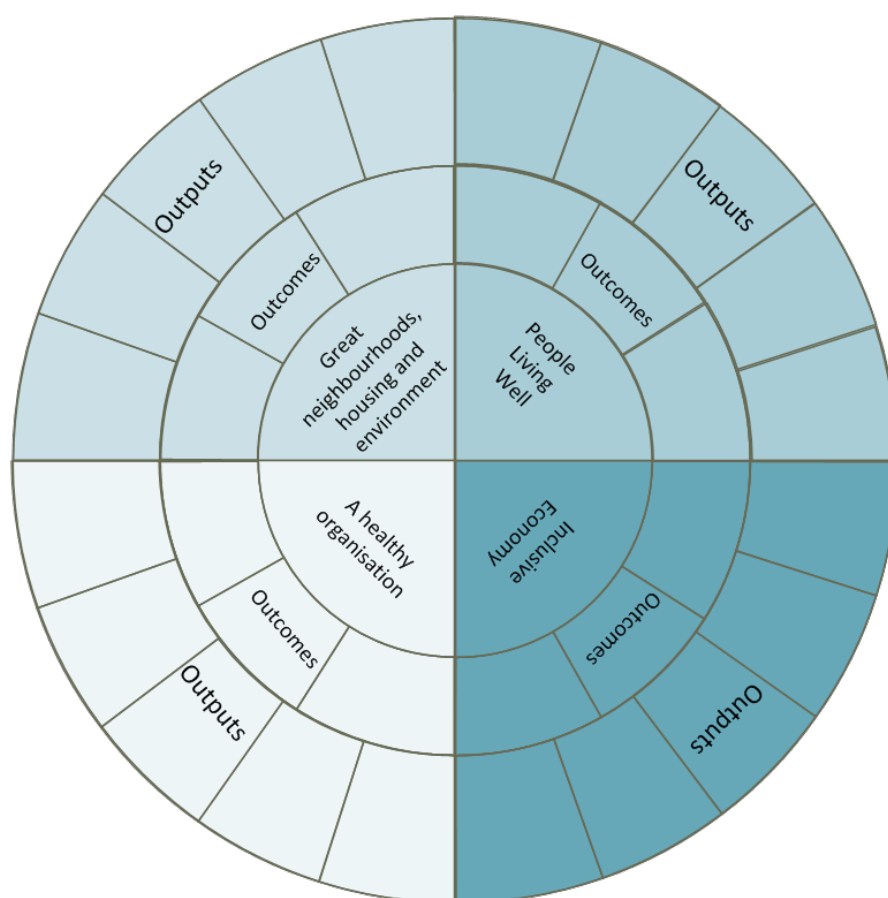 Outputs
Outcomes
Great
neighbourhoods,
housing and
environment
Outputs
Outcomes
People
Living
Well
A healthy
organisation
Outcomes
Outputs
Inclusive
Economy
Outcomes
Outputs